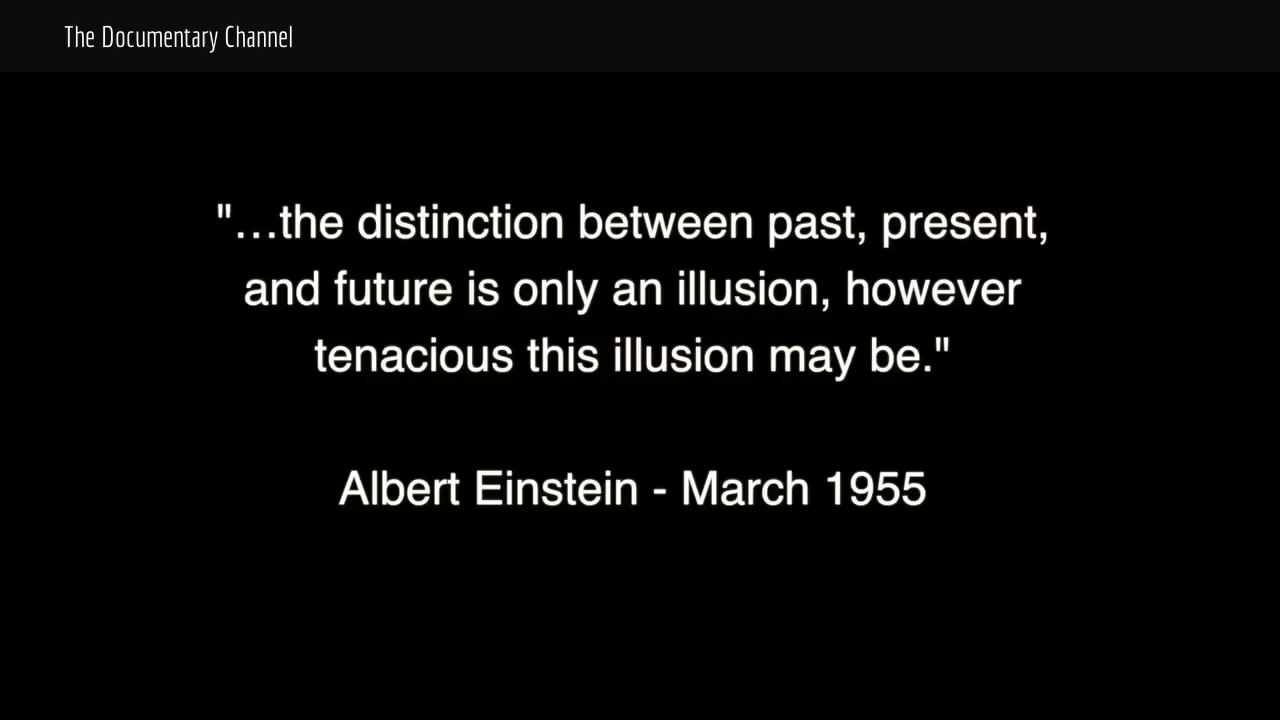 The Documentary Channel
"…the distinction between past, present,
and future is only an illusion, however
tenacious this illusion may be."
Albert Einstein - March 1955